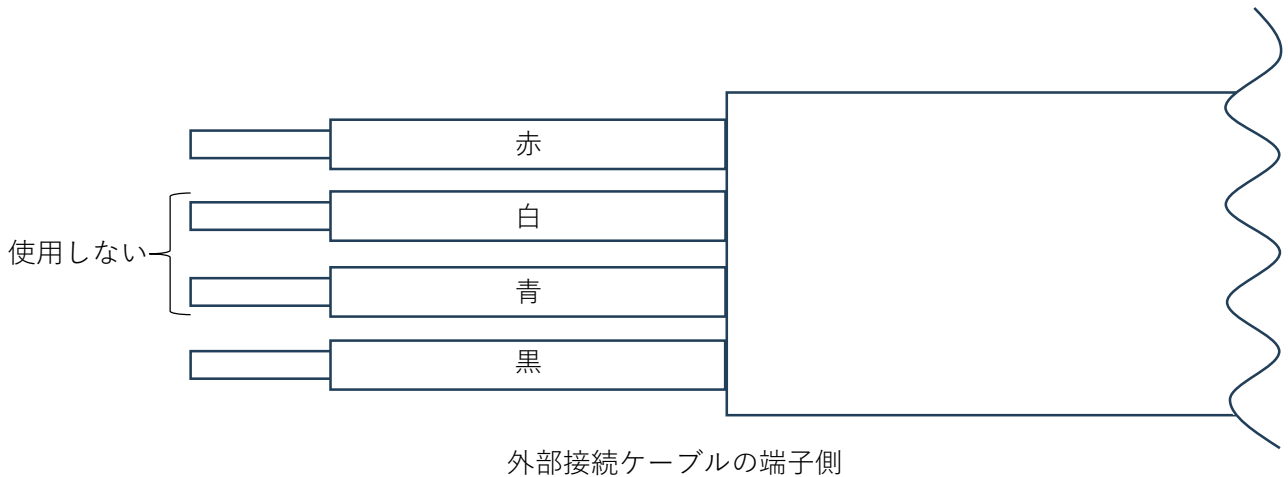 赤
白
使用しない
青
黒
外部接続ケーブルの端子側